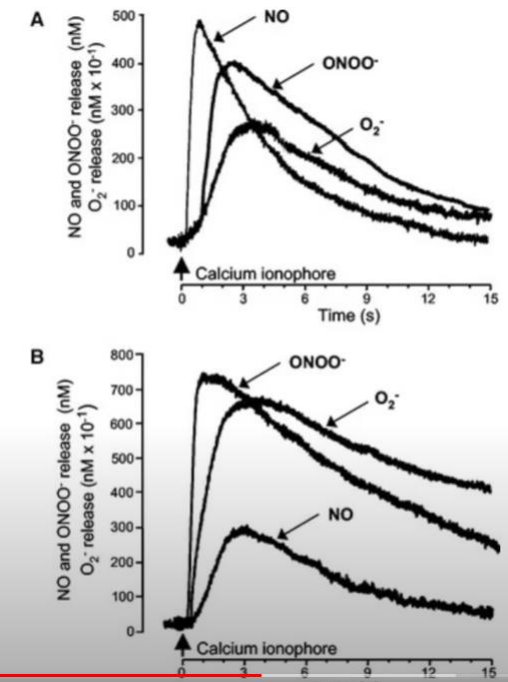 A
NO and ONOO⁻ release (nM)
O₂⁻ release (nM x 10⁻¹)
500
400
300
200
100
0
NO
ONOO⁻
O₂⁻
Calcium ionophore
0 3 6 9 12 15
Time (s)
B
NO and ONOO⁻ release (nM)
O₂⁻ release (nM x 10⁻¹)
800
700
600
500
400
300
200
100
0
ONOO⁻
O₂⁻
NO
Calcium ionophore
0 3 6 9 12 15